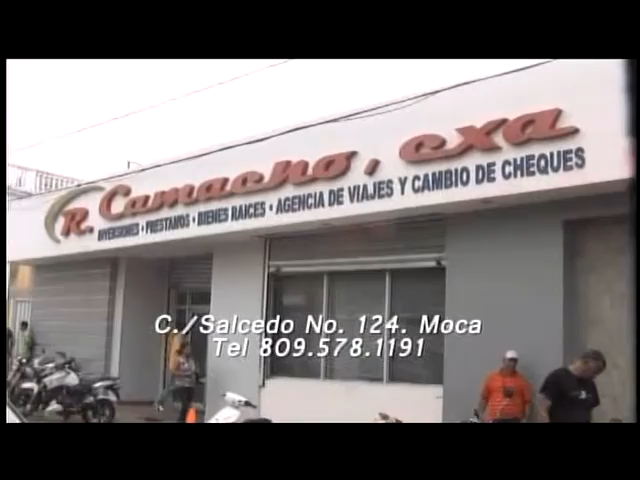 R. Camacho, exa
INVERSIONES • PRESTAMOS • BIENES RAICES • AGENCIA DE VIAJES Y CAMBIO DE CHEQUES
C./Salcedo No. 124. Moca
Tel 809.578.1191